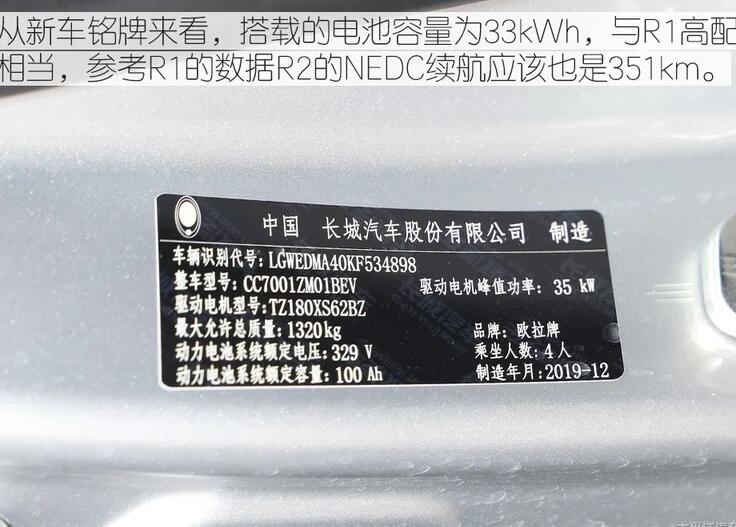 从新车铭牌来看，搭载的电池容量为33kWh，与R1高配
相当，参考R1的数据R2的NEDC续航应该也是351km。
中国 长城汽车股份有限公司 制造
车辆识别代号:LGWEDMA40KF534898
整车型号:CC7001ZM01BEV 驱动电机峰值功率: 35 kW
驱动电机型号:TZ180XS62BZ
最大允许总质量:1320kg 品牌: 欧拉牌
动力电池系统额定电压:329 V 乘坐人数:4人
动力电池系统额定容量:100 Ah 制造年月:2019-12